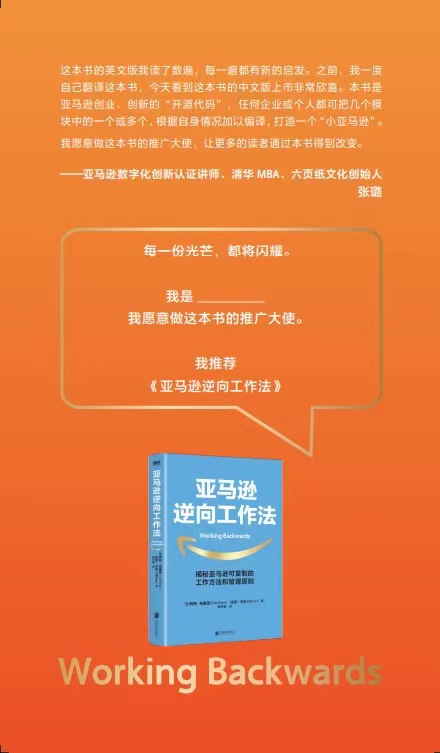 这本书的英文版我读了数遍，每一遍都有新的启发。之前，我一度
自己翻译这本书，今天看到这本书的中文版上市非常欣喜。本书是
亚马逊创业、创新的“开源代码”，任何企业或个人都可把几个模
块中的一个或多个，根据自身情况加以编译，打造一个“小亚马逊”。
我愿意做这本书的推广大使，让更多的读者通过本书得到改变。
——亚马逊数字化创新认证讲师、清华 MBA、六页纸文化创始人
张璐
每一份光芒，都将闪耀。
我是 ________
我愿意做这本书的推广大使。
我推荐
《亚马逊逆向工作法》
亚马逊逆向工作法
亚马逊
逆向工作法
Working Backwards
揭秘亚马逊可复制的
工作方法和管理原则
Working Backwards